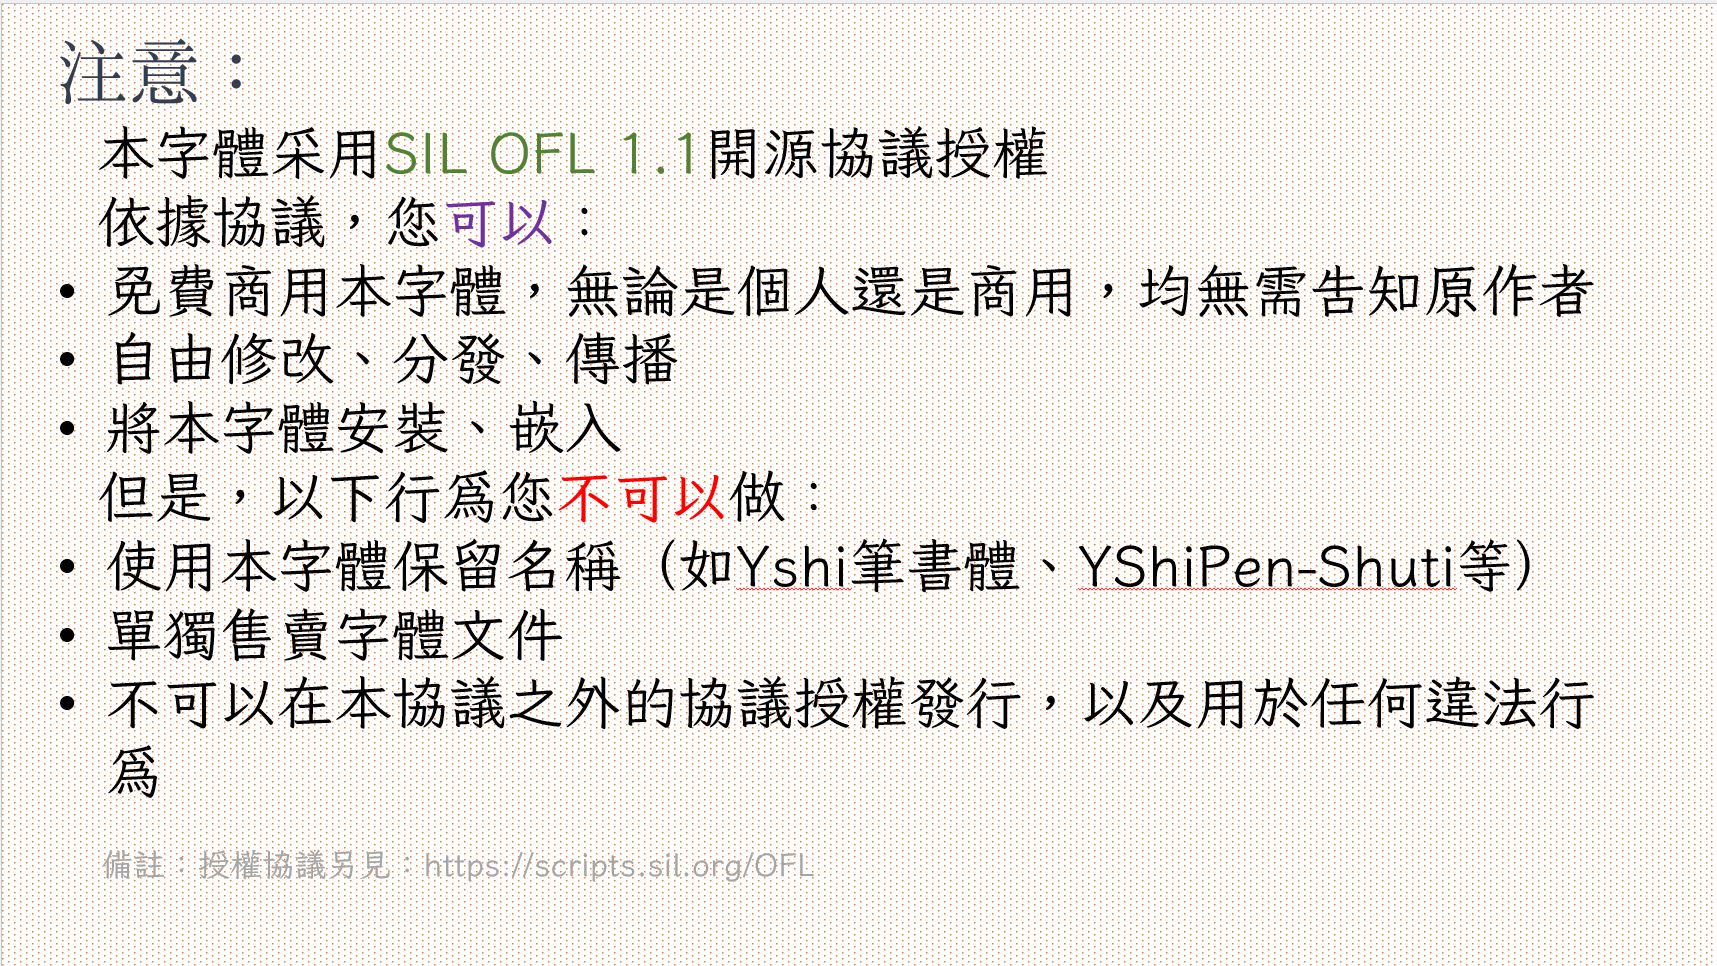 注意：
本字體采用SIL OFL 1.1開源協議授權
依據協議，您可以：
• 免費商用本字體，無論是個人還是商用，均無需告知原作者
• 自由修改、分發、傳播
• 將本字體安裝、嵌入
但是，以下行爲您不可以做：
• 使用本字體保留名稱（如Yshi筆書體、YShiPen-Shuti等）
• 單獨售賣字體文件
• 不可以在本協議之外的協議授權發行，以及用於任何違法行
爲
備註：授權協議另見：https://scripts.sil.org/OFL